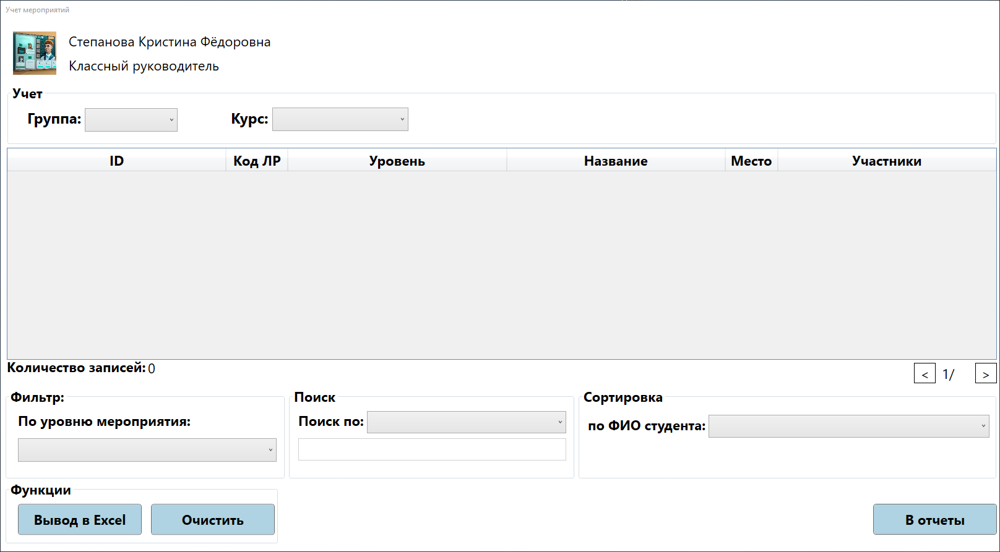 Учет мероприятий
Степанова Кристина Фёдоровна
Классный руководитель
Учет
Группа:
Курс:
ID Код ЛР Уровень Название Место Участники
Количество записей: 0
< 1/ >
Фильтр:
По уровню мероприятия:
Поиск
Поиск по:
Сортировка
по ФИО студента:
Функции
Вывод в Excel
Очистить
В отчеты